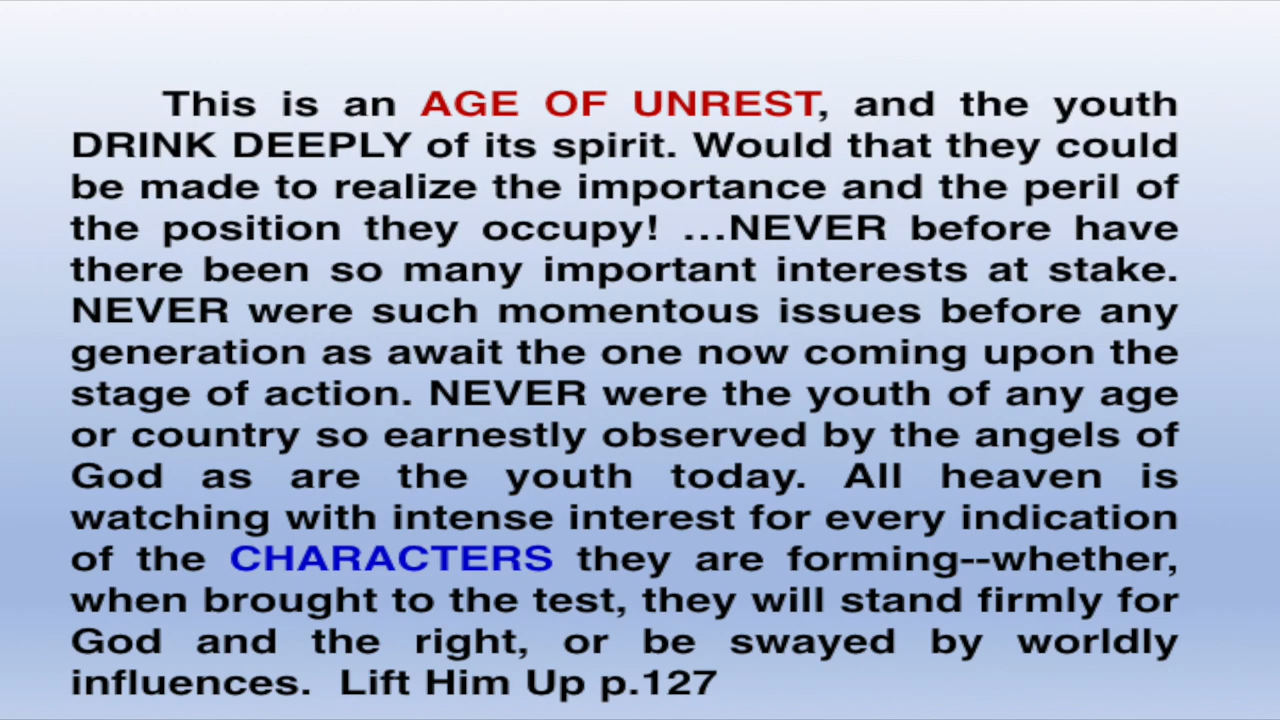 This is an AGE OF UNREST, and the youth
DRINK DEEPLY of its spirit. Would that they could
be made to realize the importance and the peril of
the position they occupy! ...NEVER before have
there been so many important interests at stake.
NEVER were such momentous issues before any
generation as await the one now coming upon the
stage of action. NEVER were the youth of any age
or country so earnestly observed by the angels of
God as are the youth today. All heaven is
watching with intense interest for every indication
of the CHARACTERS they are forming--whether,
when brought to the test, they will stand firmly for
God and the right, or be swayed by worldly
influences. Lift Him Up p.127